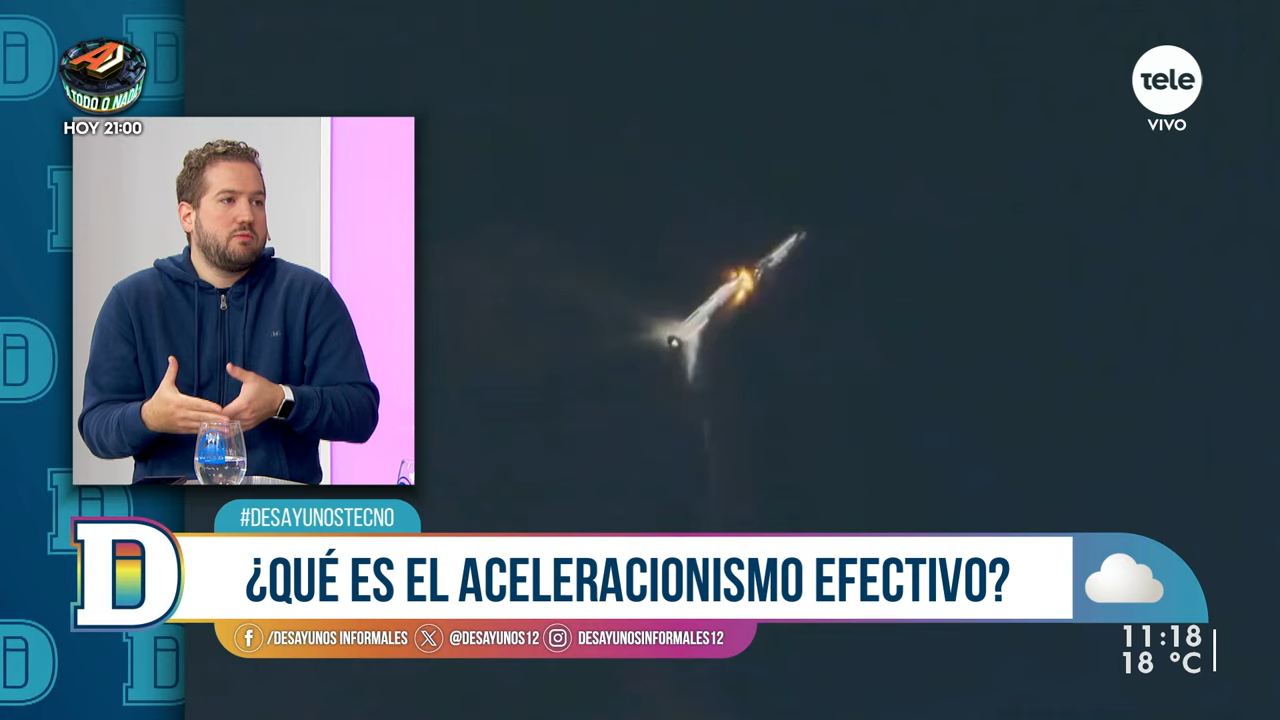 A
¡TODO O NADA!
HOY 21:00
tele
VIVO
#DESAYUNOSTECNO
D
¿QUÉ ES EL ACELERACIONISMO EFECTIVO?
/DESAYUNOS INFORMALES
@DESAYUNOS12
DESAYUNOSINFORMALES12
11:18
18 °C